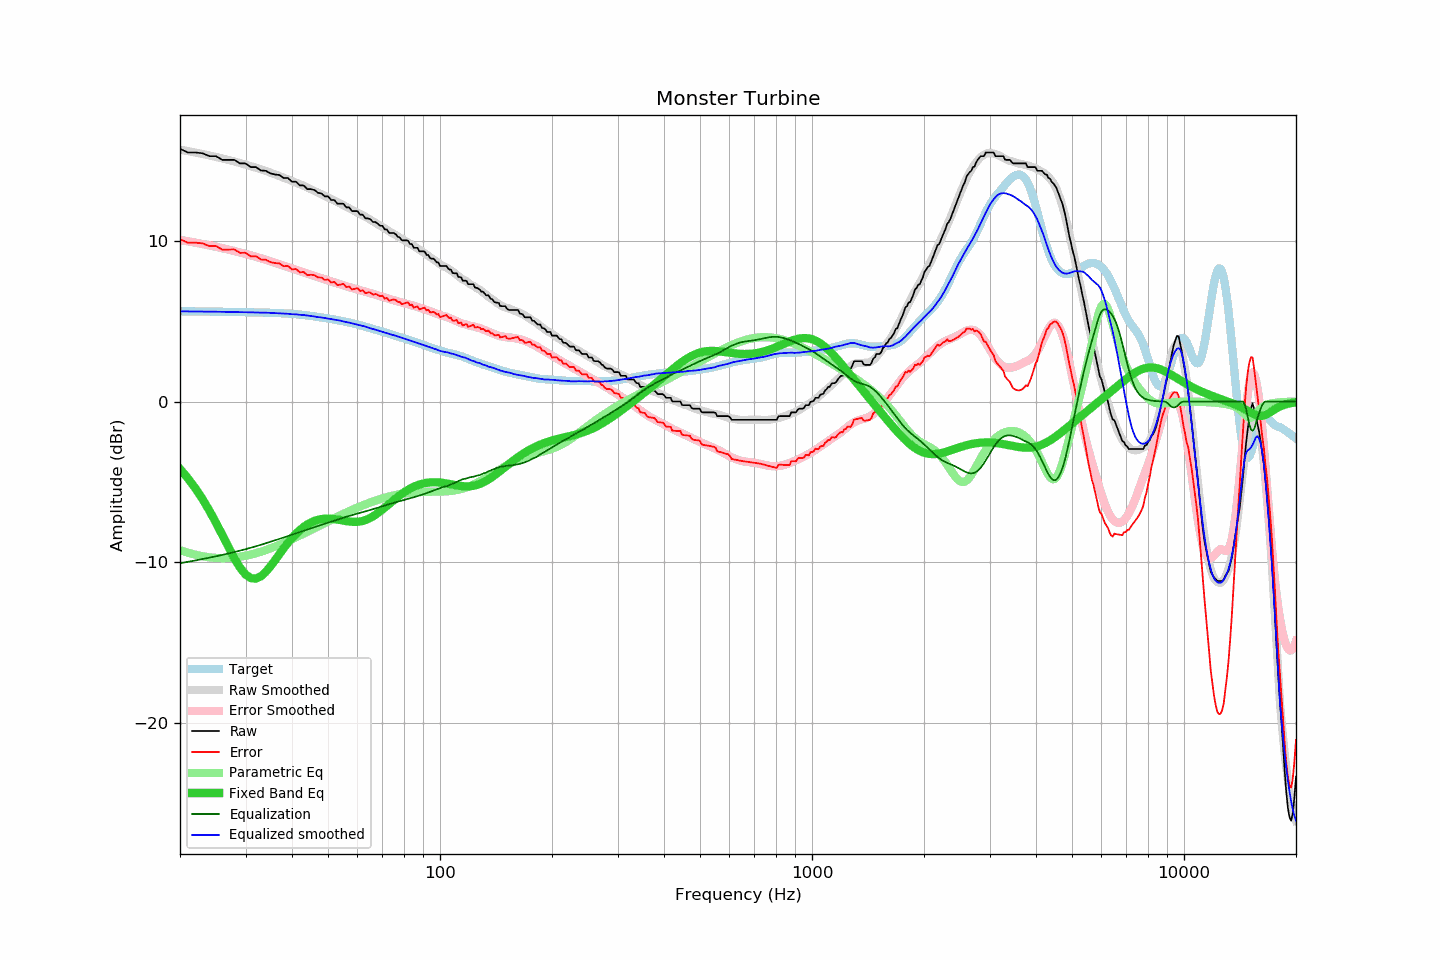 Monster Turbine
Amplitude (dBr)
10
0
−10
−20
Target
Raw Smoothed
Error Smoothed
Raw
Error
Parametric Eq
Fixed Band Eq
Equalization
Equalized smoothed
100
1000
10000
Frequency (Hz)